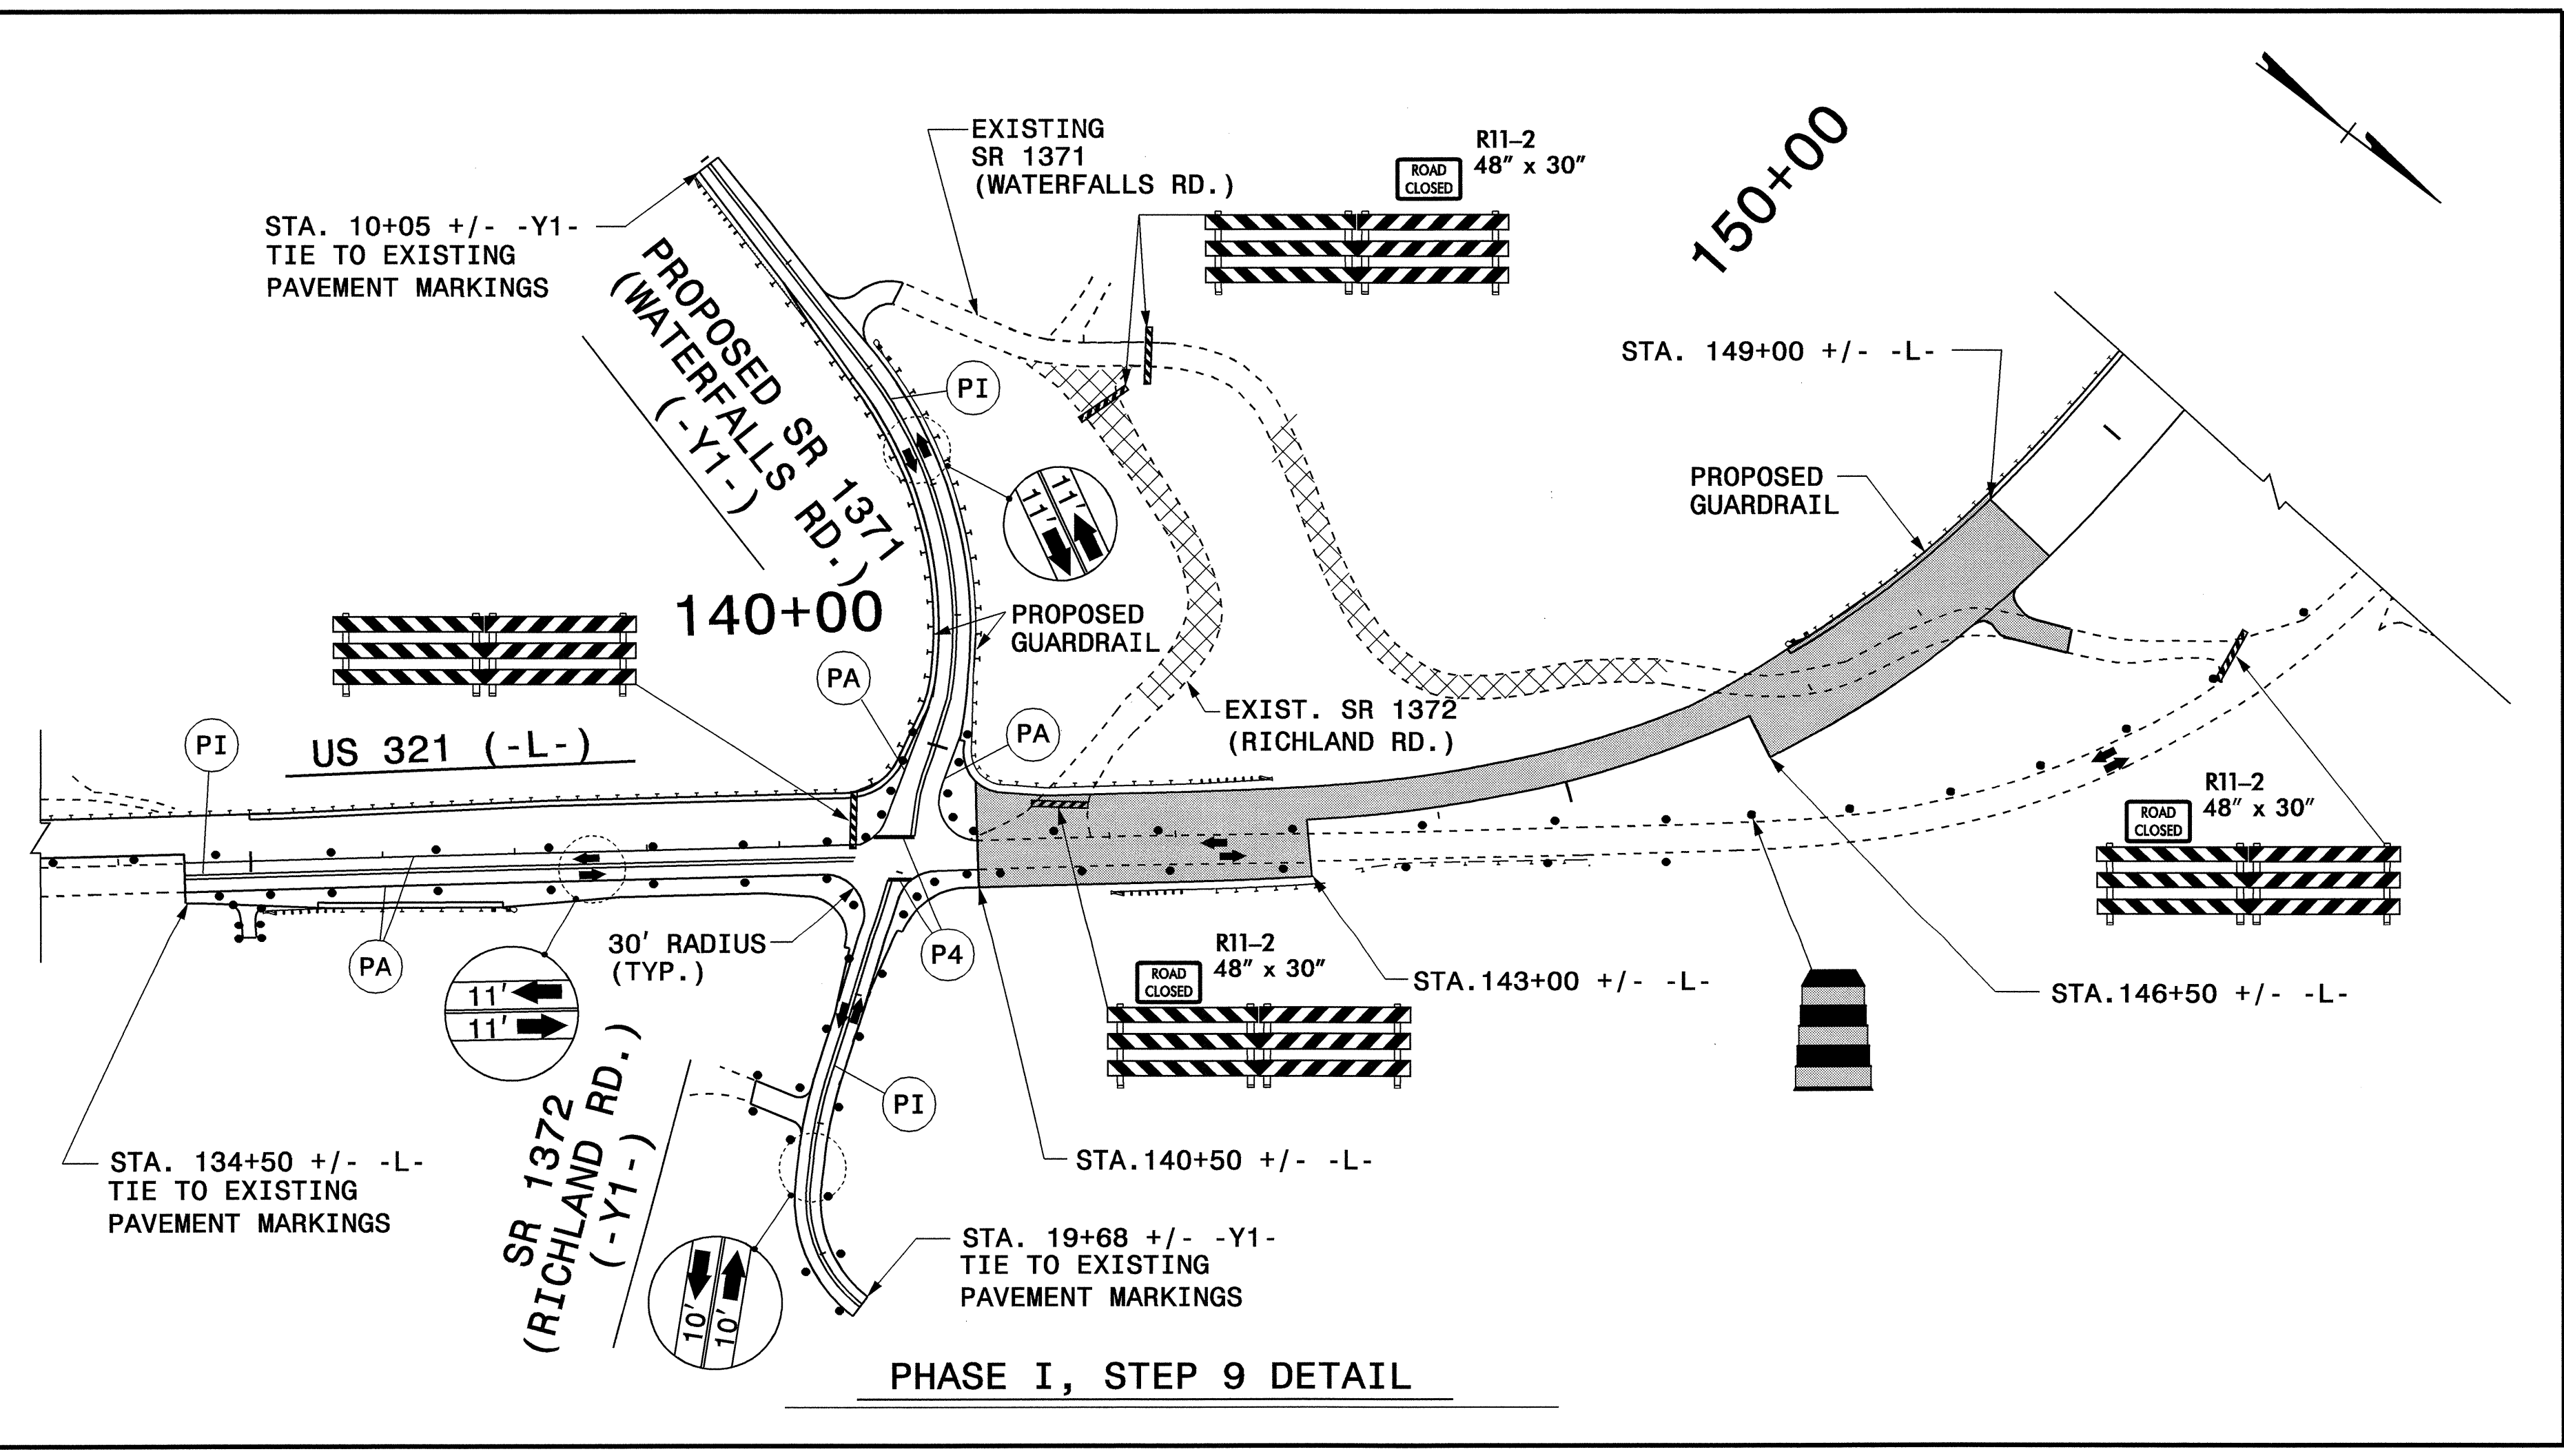 EXISTING
SR 1371
(WATERFALLS RD.)
R11-2
48" x 30"
ROAD
CLOSED
150+00
STA. 10+05 +/- -Y1-
TIE TO EXISTING
PAVEMENT MARKINGS
PROPOSED SR 1371
(WATERFALLS RD.)
(-Y1-)
STA. 149+00 +/- -L-
PI
PROPOSED
GUARDRAIL
11'
11'
140+00
PROPOSED
GUARDRAIL
PA
EXIST. SR 1372
(RICHLAND RD.)
PA
PI
US 321 (-L-)
R11-2
48" x 30"
ROAD
CLOSED
30' RADIUS
(TYP.)
P4
PA
11'
11'
R11-2
48" x 30"
ROAD
CLOSED
STA.143+00 +/- -L-
STA.146+50 +/- -L-
PI
SR 1372
(RICHLAND RD.)
(-Y1-)
STA. 134+50 +/- -L-
TIE TO EXISTING
PAVEMENT MARKINGS
STA.140+50 +/- -L-
10'
10'
STA. 19+68 +/- -Y1-
TIE TO EXISTING
PAVEMENT MARKINGS
PHASE I, STEP 9 DETAIL